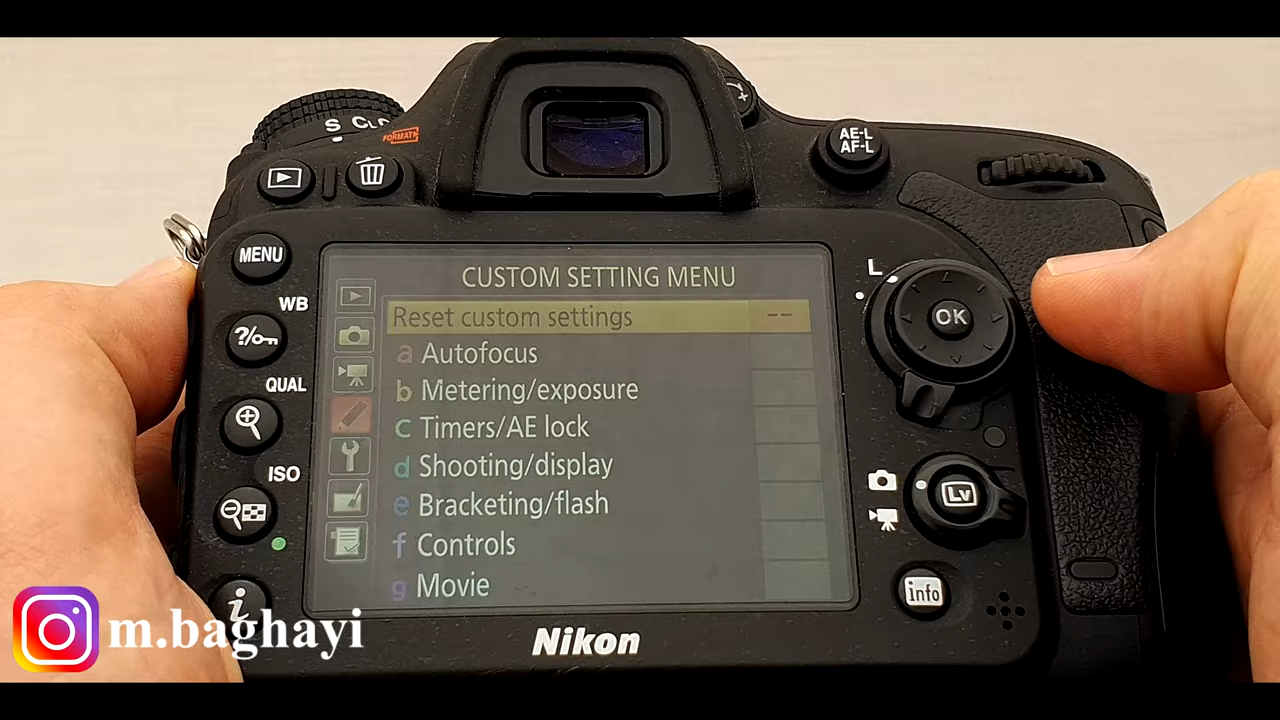 S CL
FORMAT
AE-L
AF-L
MENU
WB
?/
QUAL
ISO
i
CUSTOM SETTING MENU
Reset custom settings --
a Autofocus
b Metering/exposure
c Timers/AE lock
d Shooting/display
e Bracketing/flash
f Controls
g Movie
L
OK
Lv
info
Nikon
m.baghayi